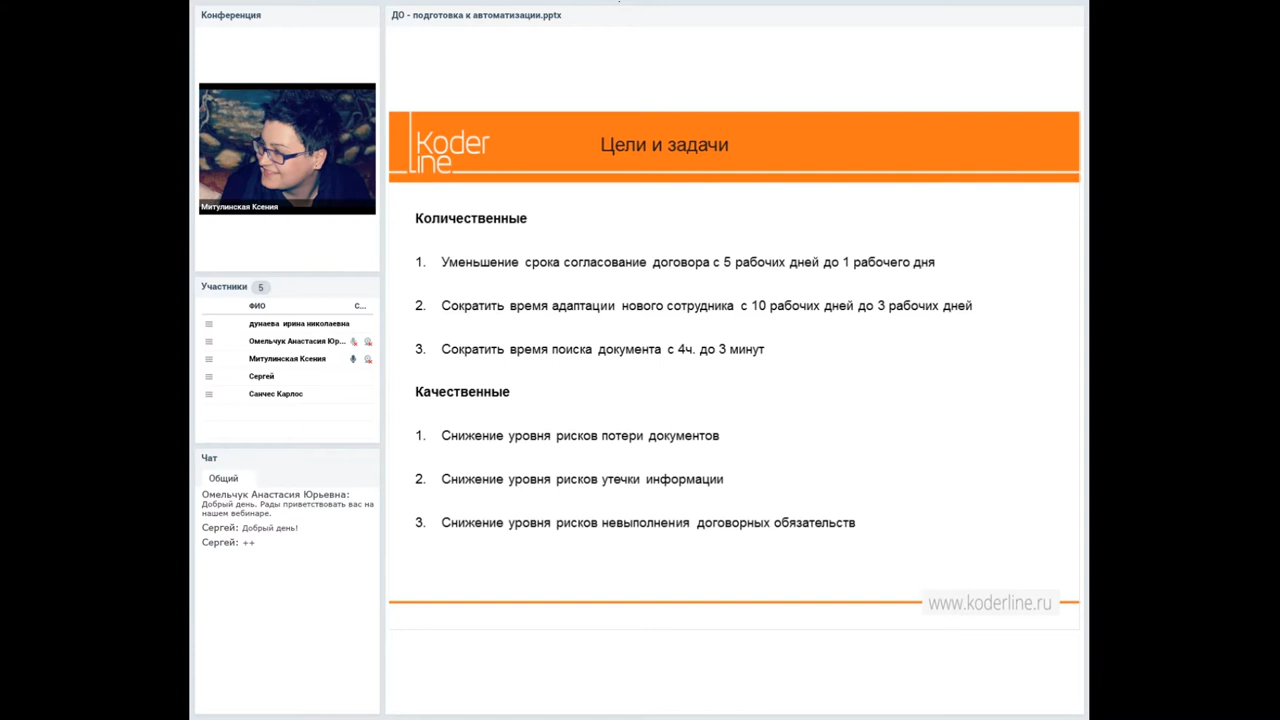 Конференция
Митулинская Ксения
Участники 5
ФИО С...
дунаева ирина николаевна
Омельчук Анастасия Юр...
Митулинская Ксения
Сергей
Санчес Карлос
Чат
Общий
Омельчук Анастасия Юрьевна:
Добрый день. Рады приветствовать вас на
нашем вебинаре.
Сергей: Добрый день!
Сергей: ++
ДО - подготовка к автоматизации.pptx
Koder
line
Цели и задачи
Количественные
1. Уменьшение срока согласование договора с 5 рабочих дней до 1 рабочего дня
2. Сократить время адаптации нового сотрудника с 10 рабочих дней до 3 рабочих дней
3. Сократить время поиска документа с 4ч. до 3 минут
Качественные
1. Снижение уровня рисков потери документов
2. Снижение уровня рисков утечки информации
3. Снижение уровня рисков невыполнения договорных обязательств
www.koderline.ru